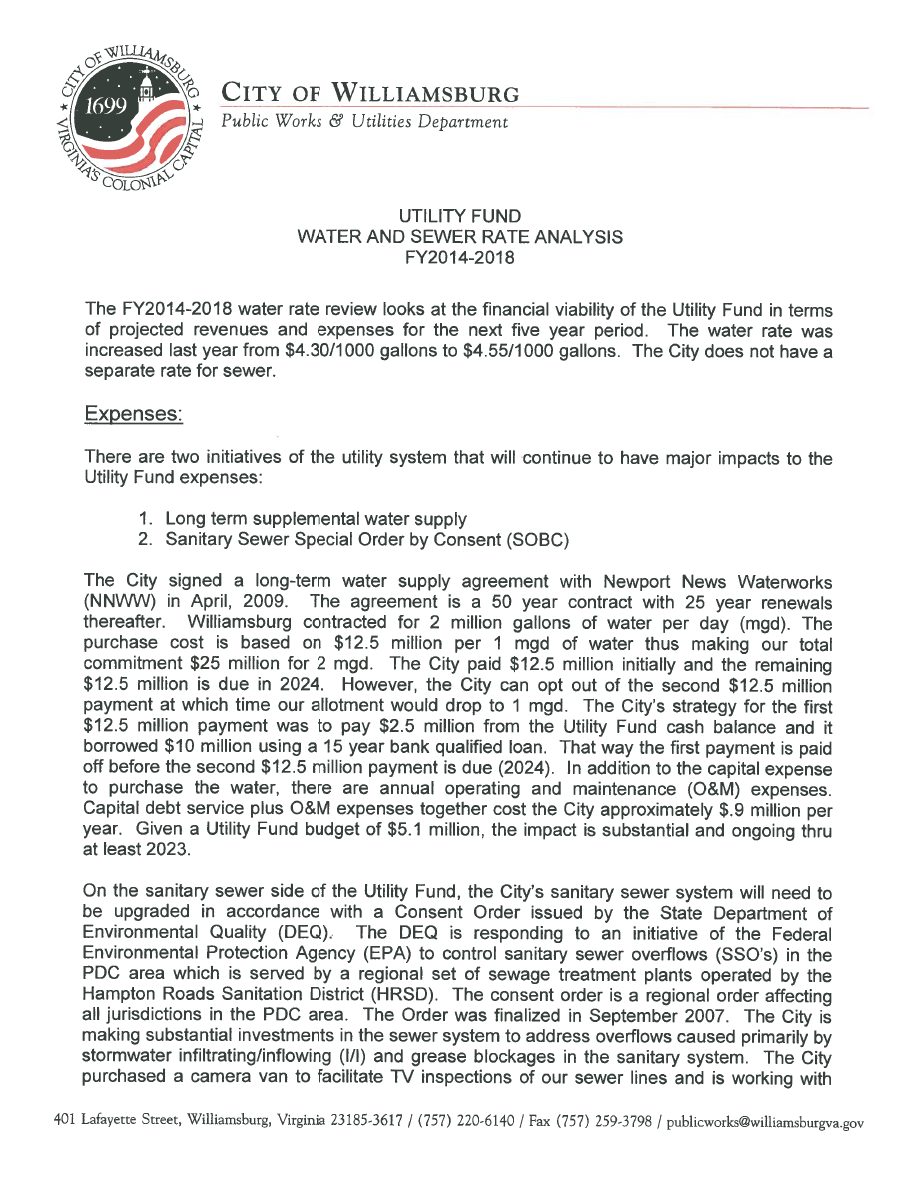 CITY OF WILLIAMSBURG
VIRGINIA'S COLONIAL CAPITAL
1699
CITY OF WILLIAMSBURG
Public Works & Utilities Department
UTILITY FUND
WATER AND SEWER RATE ANALYSIS
FY2014-2018
The FY2014-2018 water rate review looks at the financial viability of the Utility Fund in terms
of projected revenues and expenses for the next five year period. The water rate was
increased last year from $4.30/1000 gallons to $4.55/1000 gallons. The City does not have a
separate rate for sewer.
Expenses:
There are two initiatives of the utility system that will continue to have major impacts to the
Utility Fund expenses:
1. Long term supplemental water supply
2. Sanitary Sewer Special Order by Consent (SOBC)
The City signed a long-term water supply agreement with Newport News Waterworks
(NNWW) in April, 2009. The agreement is a 50 year contract with 25 year renewals
thereafter. Williamsburg contracted for 2 million gallons of water per day (mgd). The
purchase cost is based on $12.5 million per 1 mgd of water thus making our total
commitment $25 million for 2 mgd. The City paid $12.5 million initially and the remaining
$12.5 million is due in 2024. However, the City can opt out of the second $12.5 million
payment at which time our allotment would drop to 1 mgd. The City's strategy for the first
$12.5 million payment was to pay $2.5 million from the Utility Fund cash balance and it
borrowed $10 million using a 15 year bank qualified loan. That way the first payment is paid
off before the second $12.5 million payment is due (2024). In addition to the capital expense
to purchase the water, there are annual operating and maintenance (O&M) expenses.
Capital debt service plus O&M expenses together cost the City approximately $.9 million per
year. Given a Utility Fund budget of $5.1 million, the impact is substantial and ongoing thru
at least 2023.
On the sanitary sewer side of the Utility Fund, the City's sanitary sewer system will need to
be upgraded in accordance with a Consent Order issued by the State Department of
Environmental Quality (DEQ). The DEQ is responding to an initiative of the Federal
Environmental Protection Agency (EPA) to control sanitary sewer overflows (SSO's) in the
PDC area which is served by a regional set of sewage treatment plants operated by the
Hampton Roads Sanitation District (HRSD). The consent order is a regional order affecting
all jurisdictions in the PDC area. The Order was finalized in September 2007. The City is
making substantial investments in the sewer system to address overflows caused primarily by
stormwater infiltrating/inflowing (I/I) and grease blockages in the sanitary system. The City
purchased a camera van to facilitate TV inspections of our sewer lines and is working with
401 Lafayette Street, Williamsburg, Virginia 23185-3617 / (757) 220-6140 / Fax (757) 259-3798 / publicworks@williamsburgva.gov